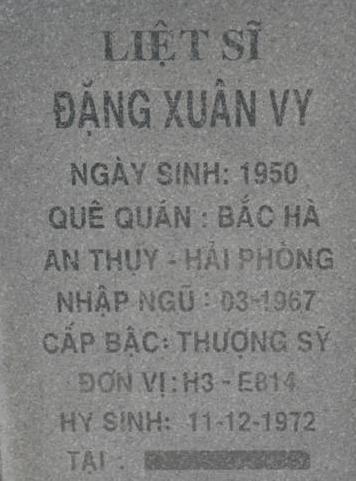 LIỆT SĨ
ĐẶNG XUÂN VY
NGÀY SINH: 1950
QUÊ QUÁN : BẮC HÀ
AN THỤY - HẢI PHÒNG
NHẬP NGŨ : 03-1967
CẤP BẬC: THƯỢNG SỸ
ĐƠN VỊ : H3 - E814
HY SINH: 11-12-1972
TẠI :